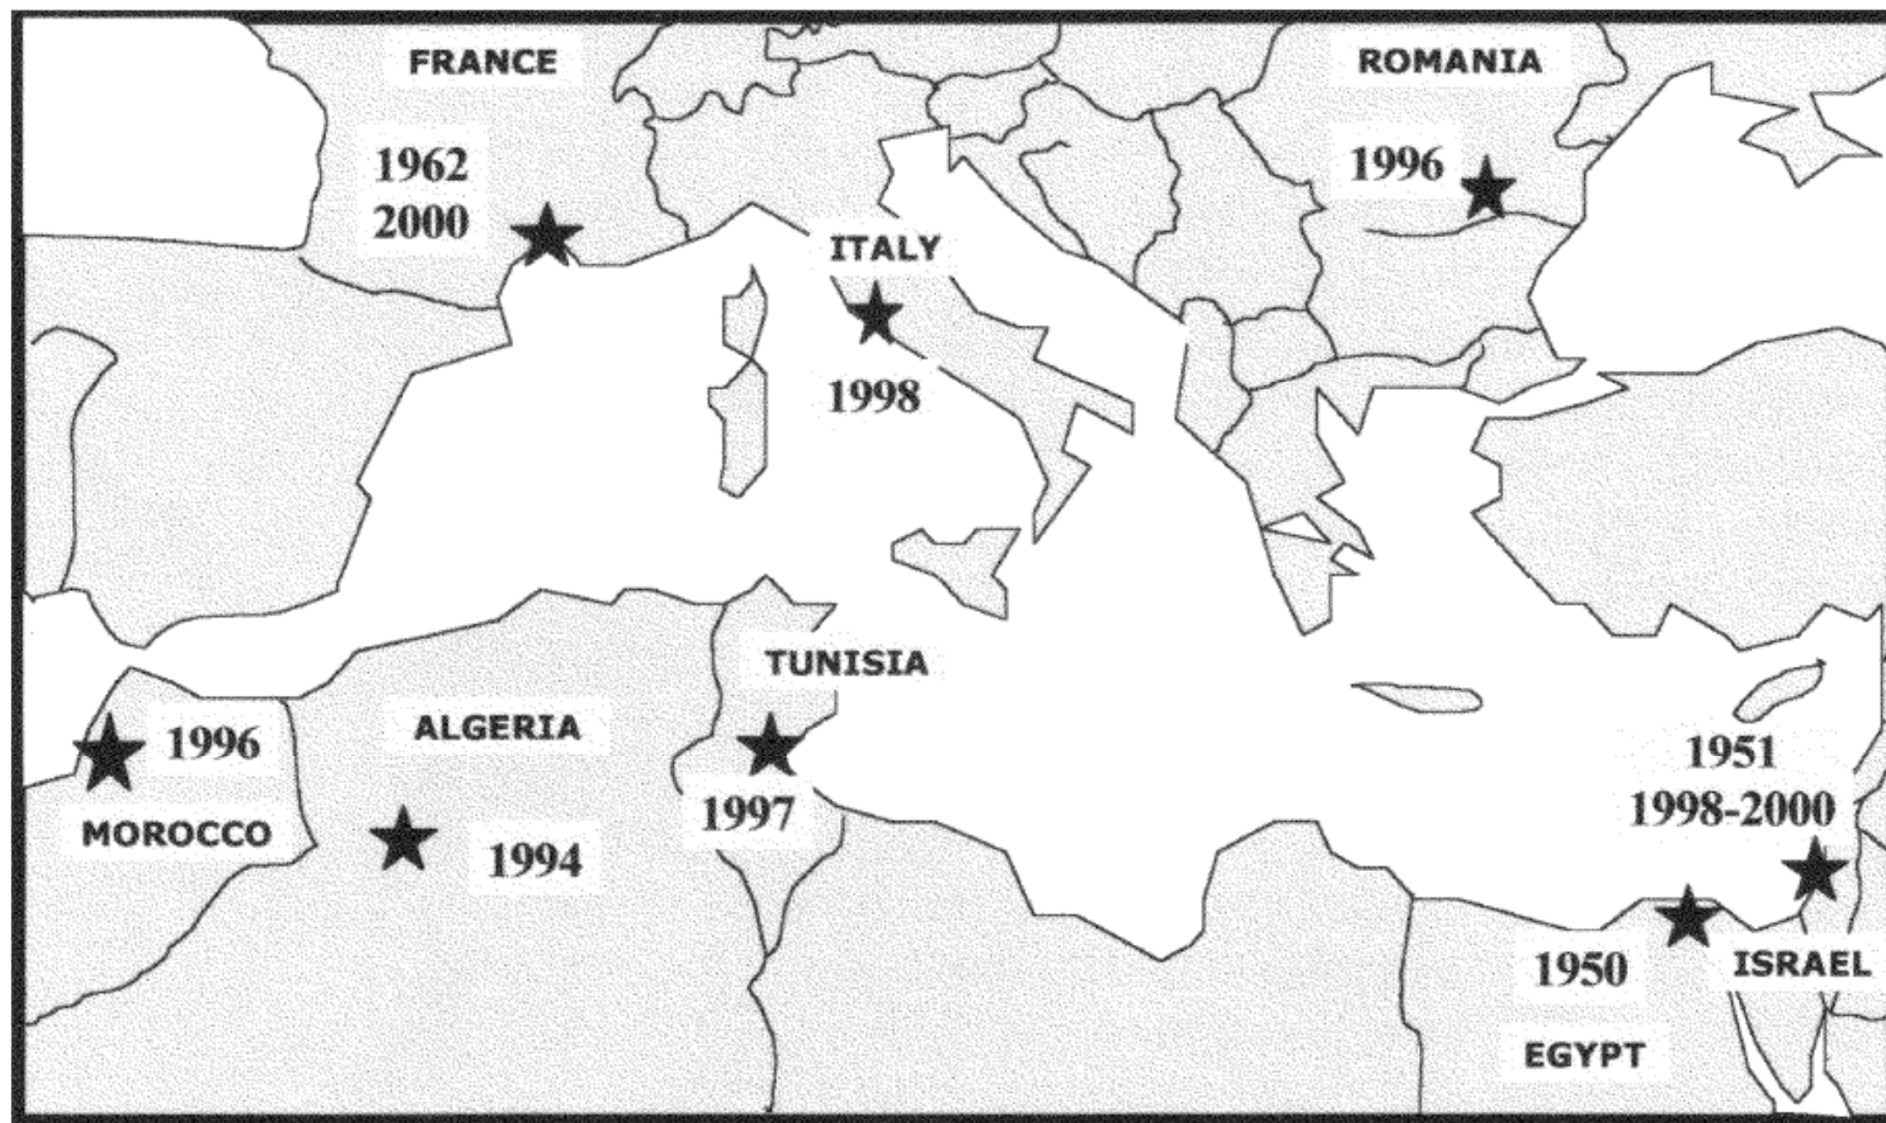 FRANCE
1962
2000
ROMANIA
1996
ITALY
1998
TUNISIA
1997
ALGERIA
1994
1996
MOROCCO
1951
1998-2000
ISRAEL
1950
EGYPT